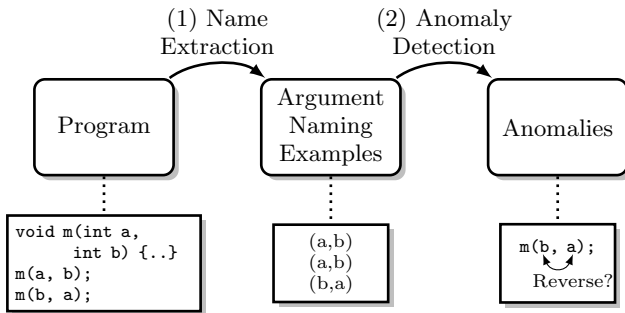 (1) Name
Extraction
(2) Anomaly
Detection
Program
Argument
Naming
Examples
Anomalies
void m(int a,
int b) {..}
m(a, b);
m(b, a);
(a,b)
(a,b)
(b,a)
m(b, a);
Reverse?